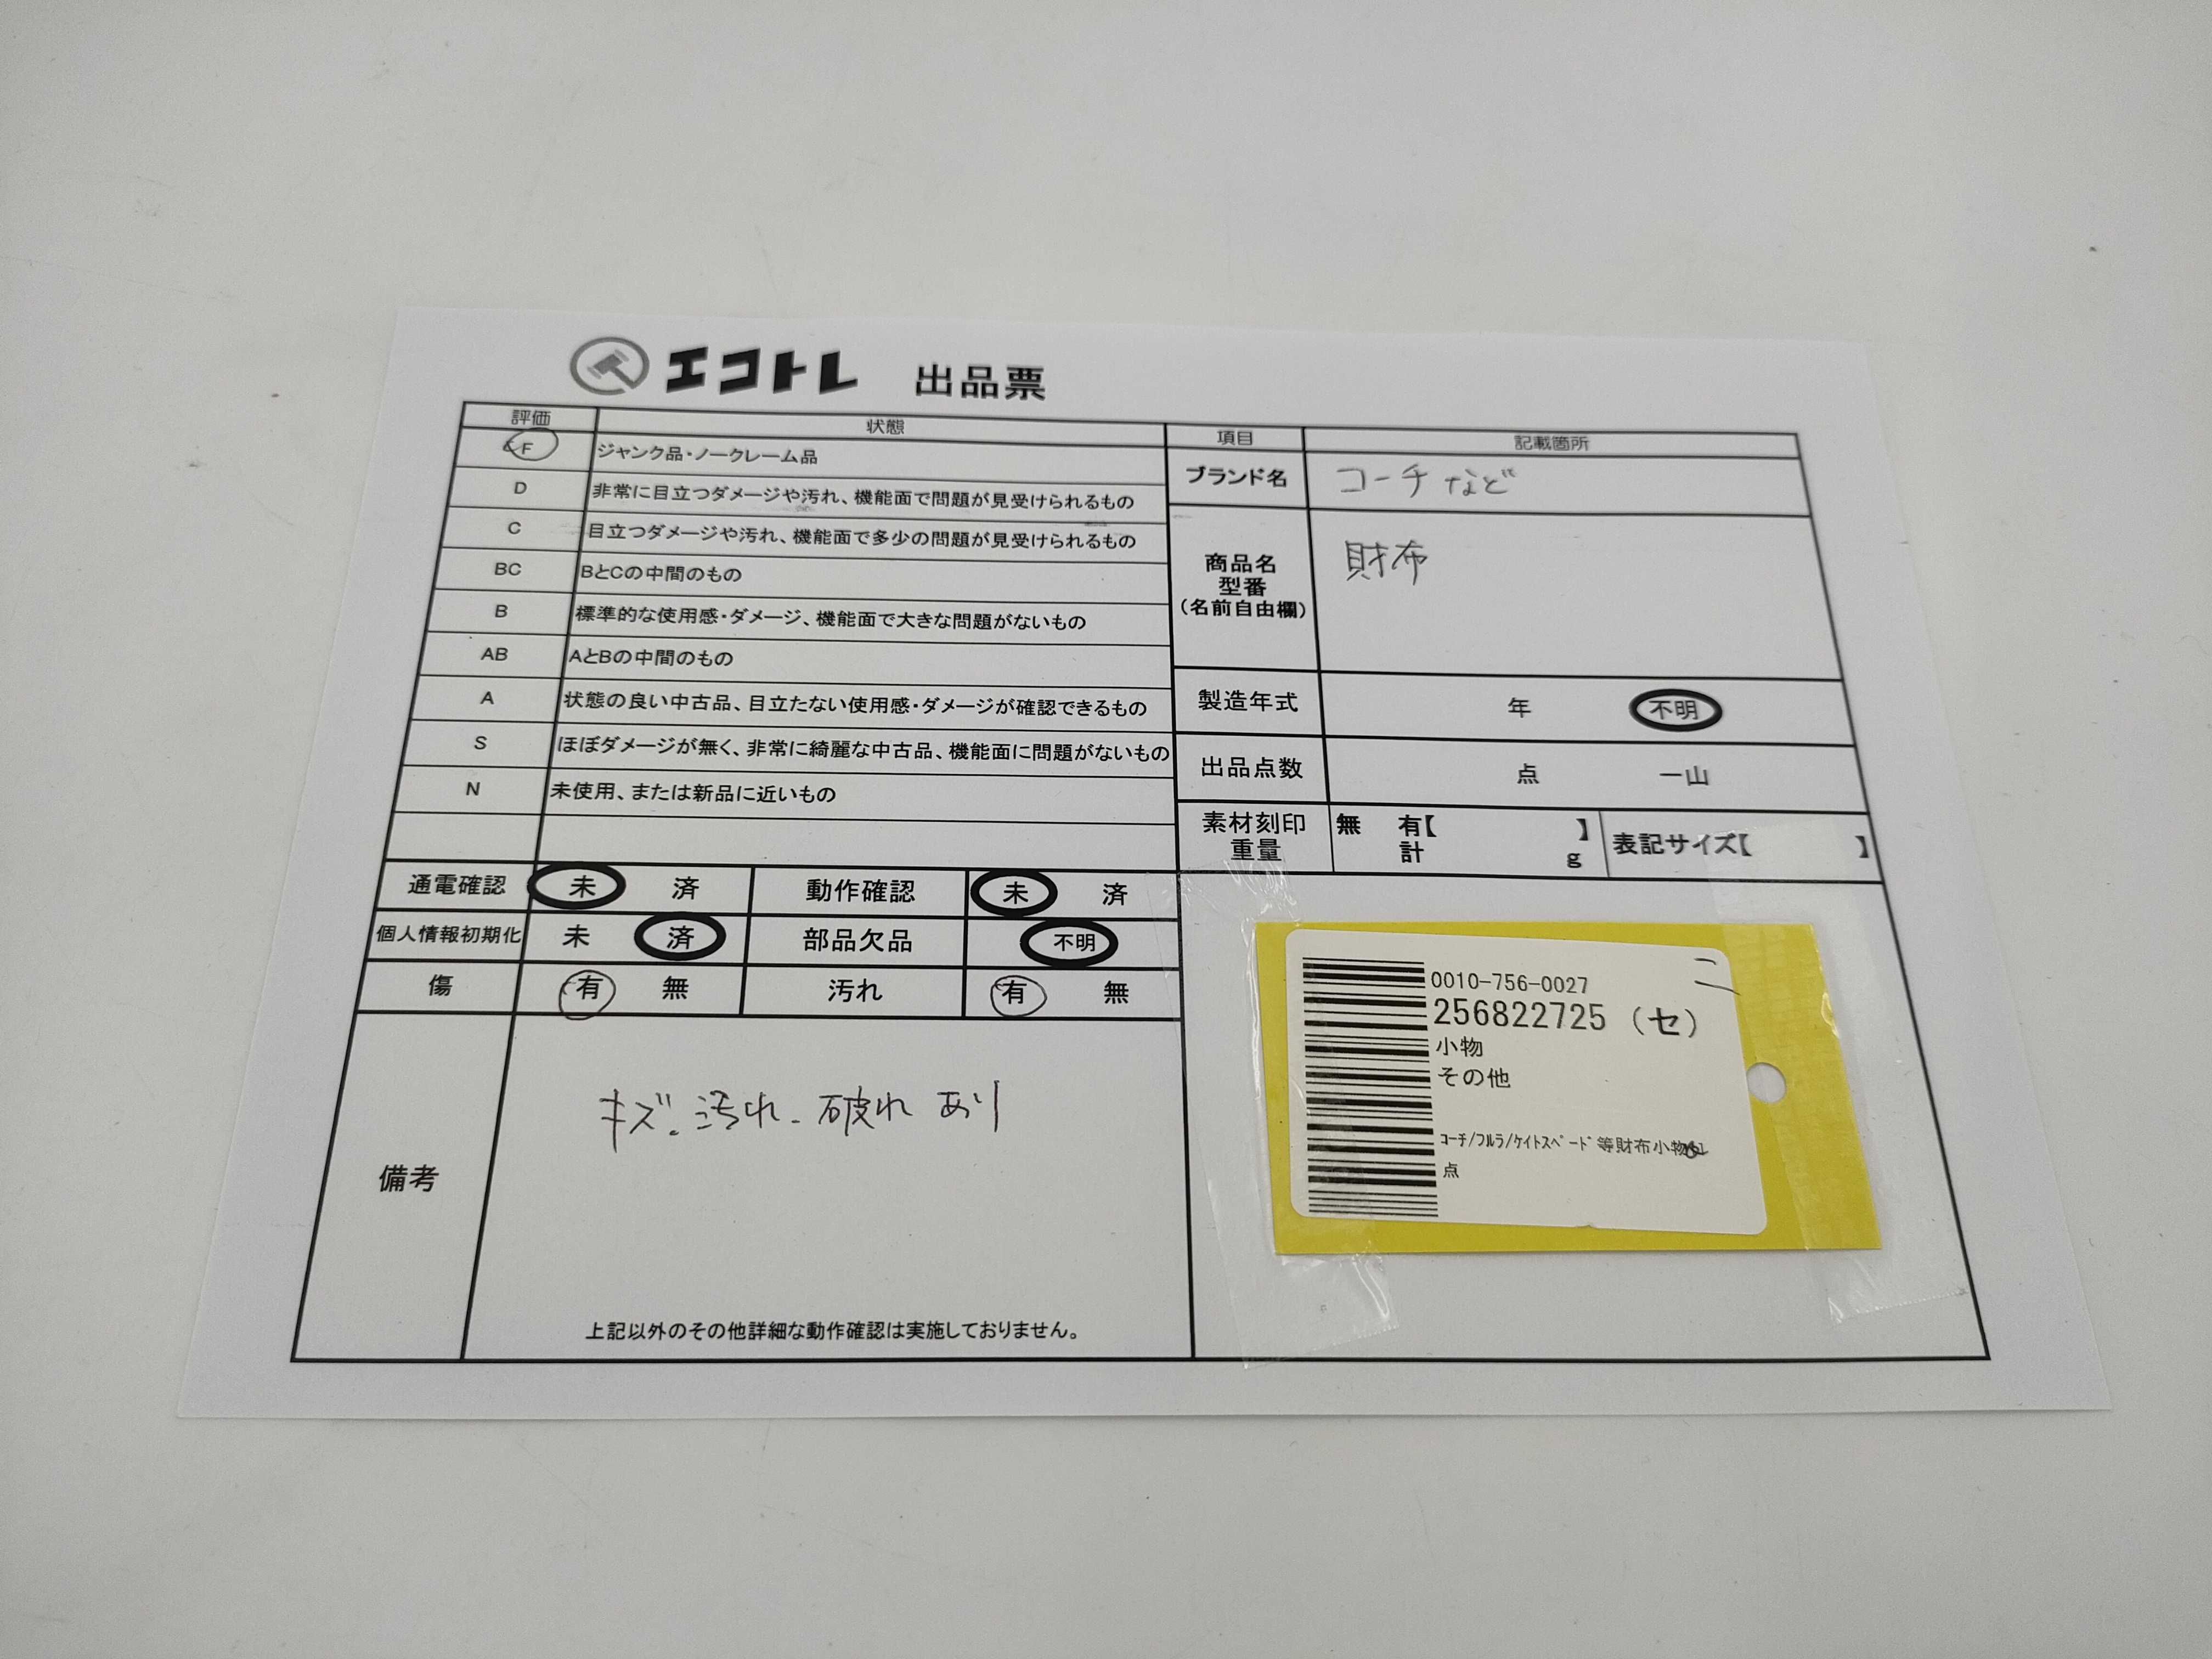 エコトレ 出品票
評価 状態
F ジャンク品・ノークレーム品
D 非常に目立つダメージや汚れ、機能面で問題が見受けられるもの
C 目立つダメージや汚れ、機能面で多少の問題が見受けられるもの
BC BとCの中間のもの
B 標準的な使用感・ダメージ、機能面で大きな問題がないもの
AB AとBの中間のもの
A 状態の良い中古品、目立たない使用感・ダメージが確認できるもの
S ほぼダメージが無く、非常に綺麗な中古品、機能面に問題がないもの
N 未使用、または新品に近いもの
項目 記載箇所
ブランド名 コーチなど
商品名
型番
(名前自由欄)
財布
製造年式 年 不明
出品点数 点 一山
素材刻印 無 有【 】
重量 計 g
表記サイズ【 】
通電確認 未 済 動作確認 未 済
個人情報初期化 未 済 部品欠品 不明
傷 有 無 汚れ 有 無
備考
キズ、汚れ、破れ あり
上記以外のその他詳細な動作確認は実施しておりません。
0010-756-0027
256822725 (セ)
小物
その他
コーチ/フルラ/ケイトスペード等財布小物
点